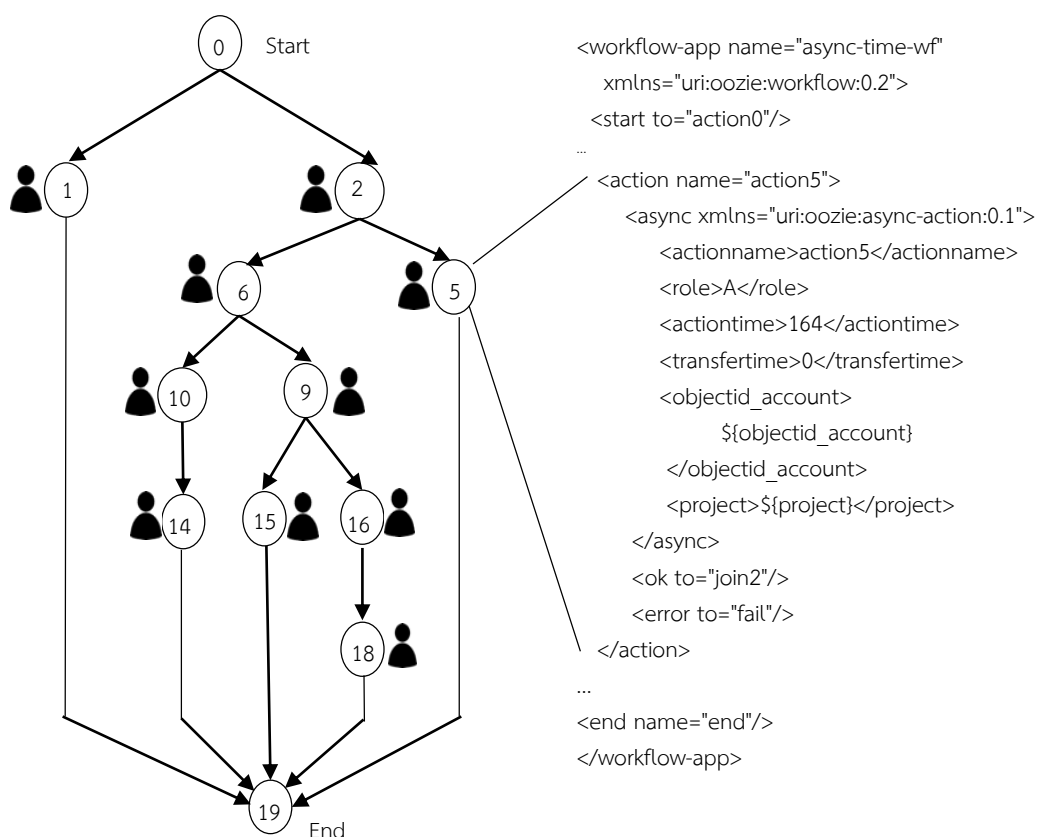 0 Start
1
2
6
5
10
9
14
15
16
18
19
End
<workflow-app name="async-time-wf"
xmlns="uri:oozie:workflow:0.2">
<start to="action0"/>
...
<action name="action5">
<async xmlns="uri:oozie:async-action:0.1">
<actionname>action5</actionname>
<role>A</role>
<actiontime>164</actiontime>
<transfertime>0</transfertime>
<objectid_account>
${objectid_account}
</objectid_account>
<project>${project}</project>
</async>
<ok to="join2"/>
<error to="fail"/>
</action>
...
<end name="end"/>
</workflow-app>